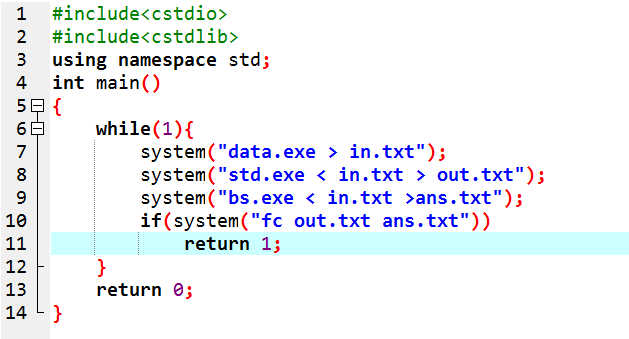 1 #include<cstdio>
2 #include<cstdlib>
3 using namespace std;
4 int main()
5 {
6 while(1){
7 system("data.exe > in.txt");
8 system("std.exe < in.txt > out.txt");
9 system("bs.exe < in.txt >ans.txt");
10 if(system("fc out.txt ans.txt"))
11 return 1;
12 }
13 return 0;
14 }